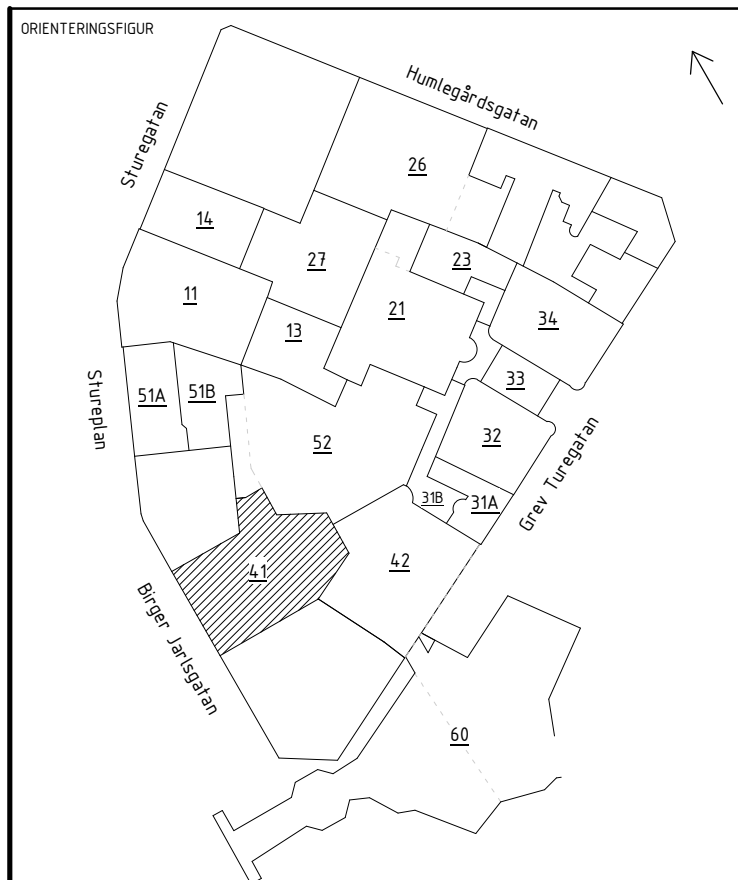 ORIENTERINGSFIGUR
Humlegårdsgatan
Sturegatan
26
14
27
23
11
21
34
13
33
51A
51B
Stureplan
52
32
31B
31A
Grev Turegatan
42
41
Birger Jarlsgatan
60